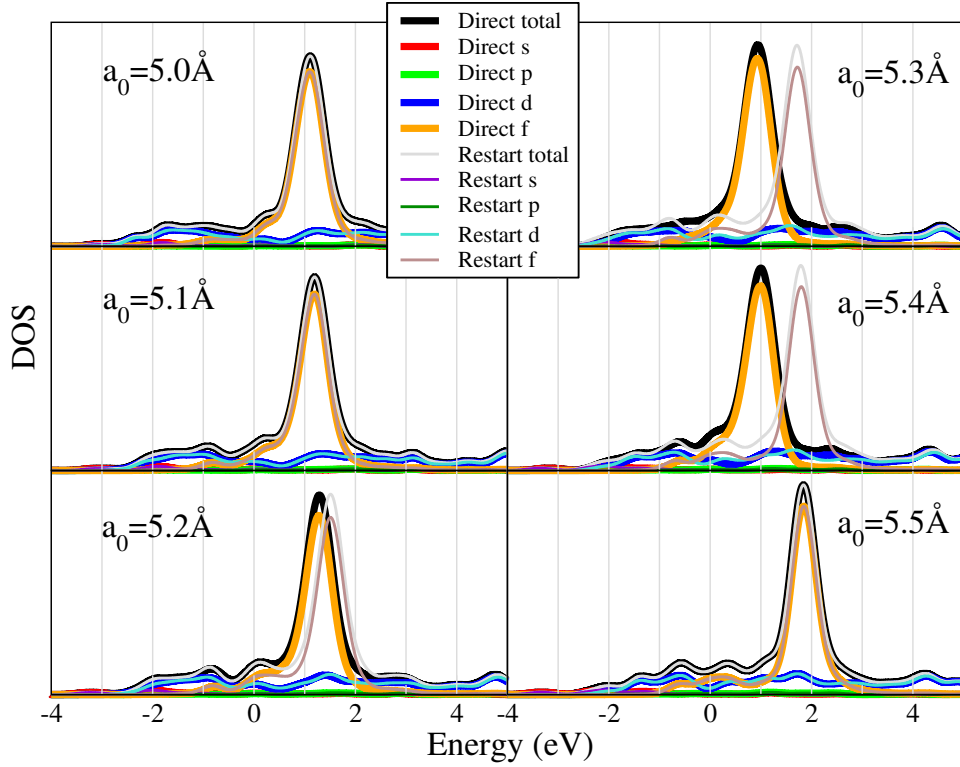 Direct total
Direct s
Direct p
Direct d
Direct f
Restart total
Restart s
Restart p
Restart d
Restart f
a0=5.0Å
a0=5.3Å
a0=5.1Å
a0=5.4Å
a0=5.2Å
a0=5.5Å
DOS
-4 -2 0 2 4 -4 -2 0 2 4
Energy (eV)